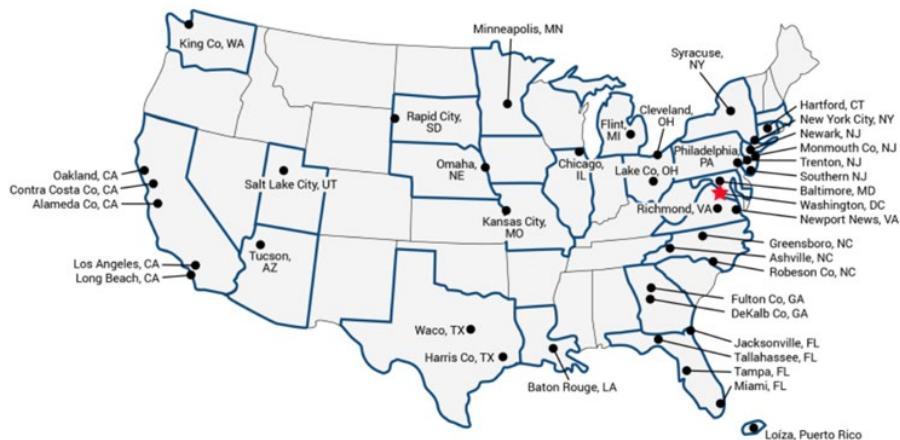 Minneapolis, MN
King Co, WA
Syracuse,
NY
Rapid City,
SD
Flint,
MI
Cleveland,
OH
Hartford, CT
New York City, NY
Newark, NJ
Monmouth Co, NJ
Trenton, NJ
Southern NJ
Baltimore, MD
Washington, DC
Newport News, VA
Philadelphia,
PA
Omaha,
NE
Chicago,
IL
Lake Co, OH
Oakland, CA
Contra Costa Co, CA
Alameda Co, CA
Salt Lake City, UT
Kansas City,
MO
Richmond, VA
Greensboro, NC
Ashville, NC
Robeson Co, NC
Tucson,
AZ
Los Angeles, CA
Long Beach, CA
Fulton Co, GA
DeKalb Co, GA
Waco, TX
Harris Co, TX
Baton Rouge, LA
Jacksonville, FL
Tallahassee, FL
Tampa, FL
Miami, FL
Loíza, Puerto Rico